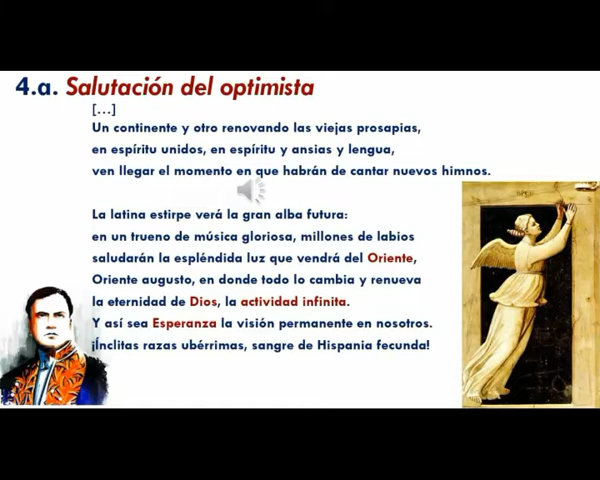 4.a. Salutación del optimista
[...]
Un continente y otro renovando las viejas prosapias,
en espíritu unidos, en espíritu y ansias y lengua,
ven llegar el momento en que habrán de cantar nuevos himnos.
La latina estirpe verá la gran alba futura:
en un trueno de música gloriosa, millones de labios
saludarán la espléndida luz que vendrá del Oriente,
Oriente augusto, en donde todo lo cambia y renueva
la eternidad de Dios, la actividad infinita.
Y así sea Esperanza la visión permanente en nosotros.
¡Ínclitas razas ubérrimas, sangre de Hispania fecunda!